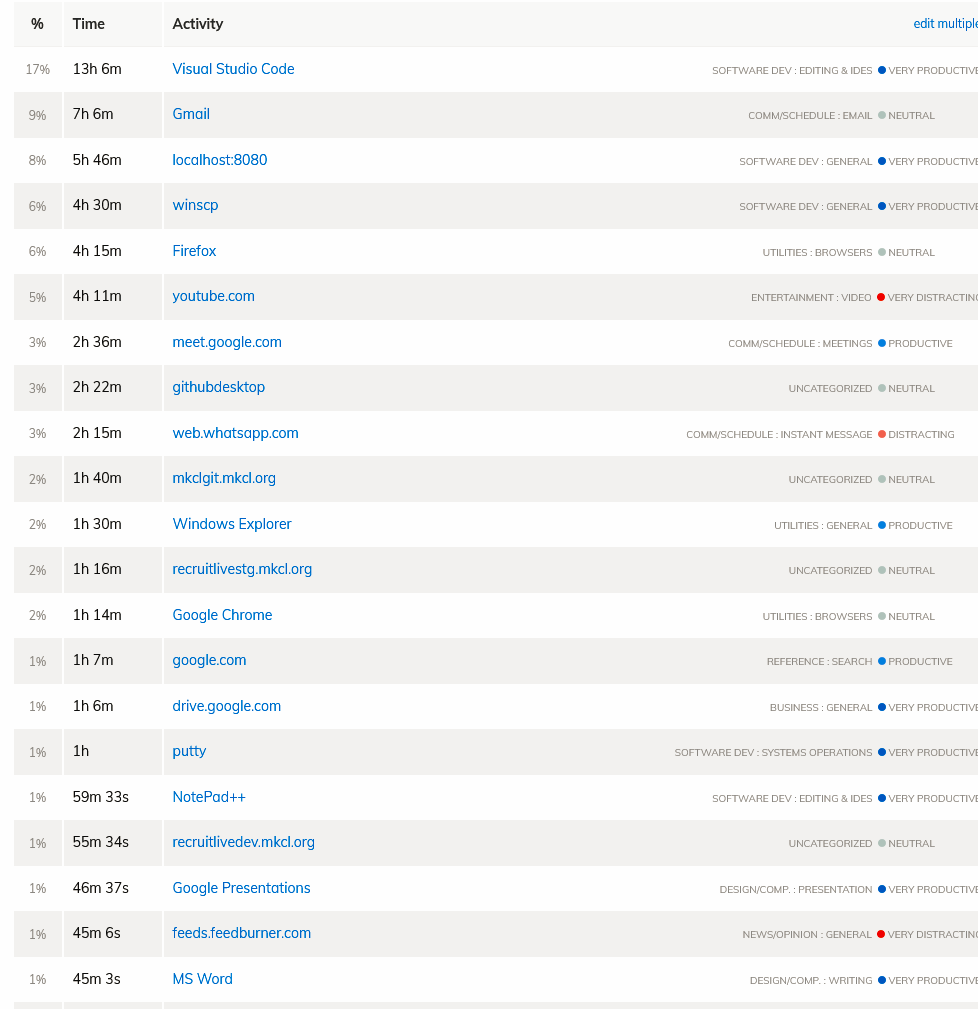 % Time Activity edit multiple
17% 13h 6m Visual Studio Code SOFTWARE DEV : EDITING & IDES VERY PRODUCTIVE
9% 7h 6m Gmail COMM/SCHEDULE : EMAIL NEUTRAL
8% 5h 46m localhost:8080 SOFTWARE DEV : GENERAL VERY PRODUCTIVE
6% 4h 30m winscp SOFTWARE DEV : GENERAL VERY PRODUCTIVE
6% 4h 15m Firefox UTILITIES : BROWSERS NEUTRAL
5% 4h 11m youtube.com ENTERTAINMENT : VIDEO VERY DISTRACTING
3% 2h 36m meet.google.com COMM/SCHEDULE : MEETINGS PRODUCTIVE
3% 2h 22m githubdesktop UNCATEGORIZED NEUTRAL
3% 2h 15m web.whatsapp.com COMM/SCHEDULE : INSTANT MESSAGE DISTRACTING
2% 1h 40m mkclgit.mkcl.org UNCATEGORIZED NEUTRAL
2% 1h 30m Windows Explorer UTILITIES : GENERAL PRODUCTIVE
2% 1h 16m recruitlivestg.mkcl.org UNCATEGORIZED NEUTRAL
2% 1h 14m Google Chrome UTILITIES : BROWSERS NEUTRAL
1% 1h 7m google.com REFERENCE : SEARCH PRODUCTIVE
1% 1h 6m drive.google.com BUSINESS : GENERAL VERY PRODUCTIVE
1% 1h putty SOFTWARE DEV : SYSTEMS OPERATIONS VERY PRODUCTIVE
1% 59m 33s NotePad++ SOFTWARE DEV : EDITING & IDES VERY PRODUCTIVE
1% 55m 34s recruitlivedev.mkcl.org UNCATEGORIZED NEUTRAL
1% 46m 37s Google Presentations DESIGN/COMP. : PRESENTATION VERY PRODUCTIVE
1% 45m 6s feeds.feedburner.com NEWS/OPINION : GENERAL VERY DISTRACTING
1% 45m 3s MS Word DESIGN/COMP. : WRITING VERY PRODUCTIVE